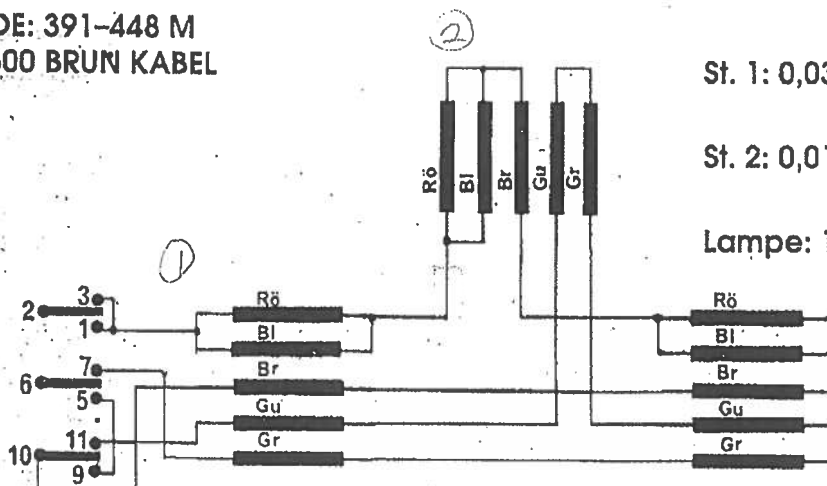 DE: 391–448 M
00 BRUN KABEL
2
St. 1: 0,03
St. 2: 0,0
Lampe:
Rö
Bl
Br
Gu
Gr
1
3
2
1
7
6
5
11
10
9
Rö
Bl
Br
Gu
Gr
Rö
Bl
Br
Gu
Gr